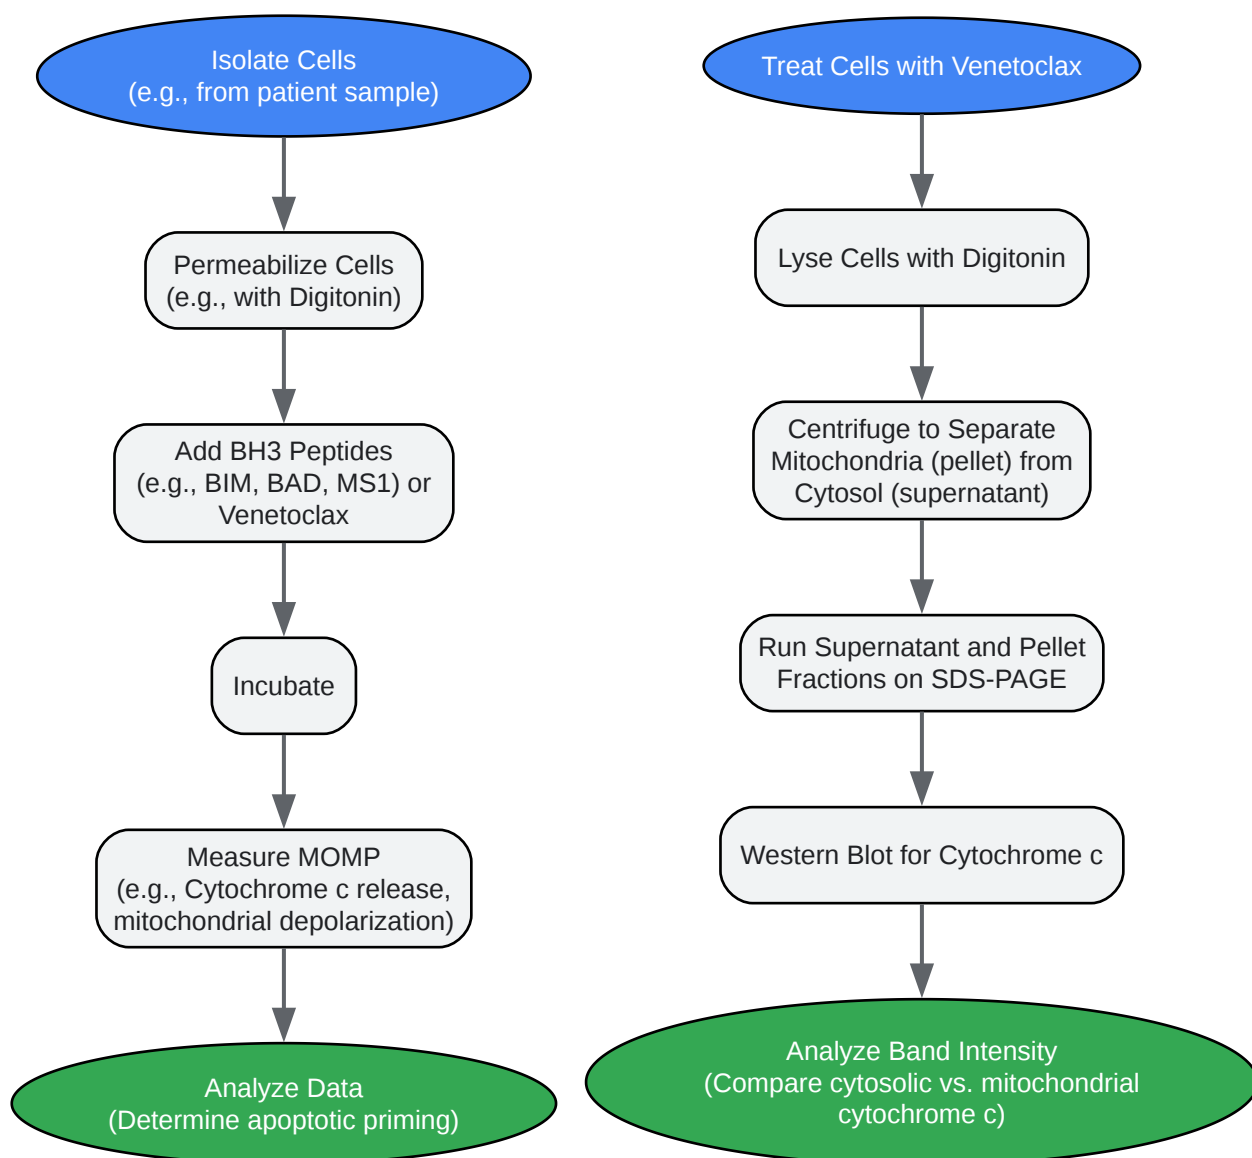 Isolate Cells
(e.g., from patient sample)
Permeabilize Cells
(e.g., with Digitonin)
Add BH3 Peptides
(e.g., BIM, BAD, MS1) or
Venetoclax
Incubate
Measure MOMP
(e.g., Cytochrome c release,
mitochondrial depolarization)
Analyze Data
(Determine apoptotic priming)
Treat Cells with Venetoclax
Lyse Cells with Digitonin
Centrifuge to Separate
Mitochondria (pellet) from
Cytosol (supernatant)
Run Supernatant and Pellet
Fractions on SDS-PAGE
Western Blot for Cytochrome c
Analyze Band Intensity
(Compare cytosolic vs. mitochondrial
cytochrome c)